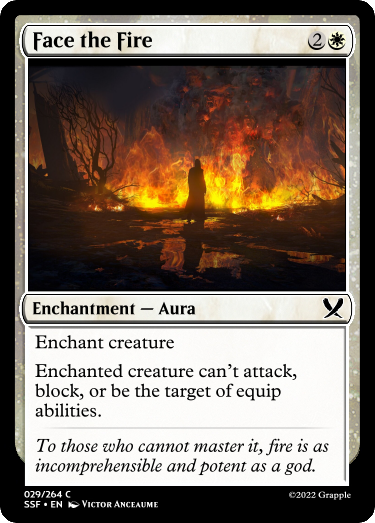 Face the Fire
2
Enchantment — Aura
Enchant creature
Enchanted creature can't attack,
block, or be the target of equip
abilities.
To those who cannot master it, fire is as
incomprehensible and potent as a god.
029/264 C
SSF • EN Victor Anceaume
©2022 Grapple